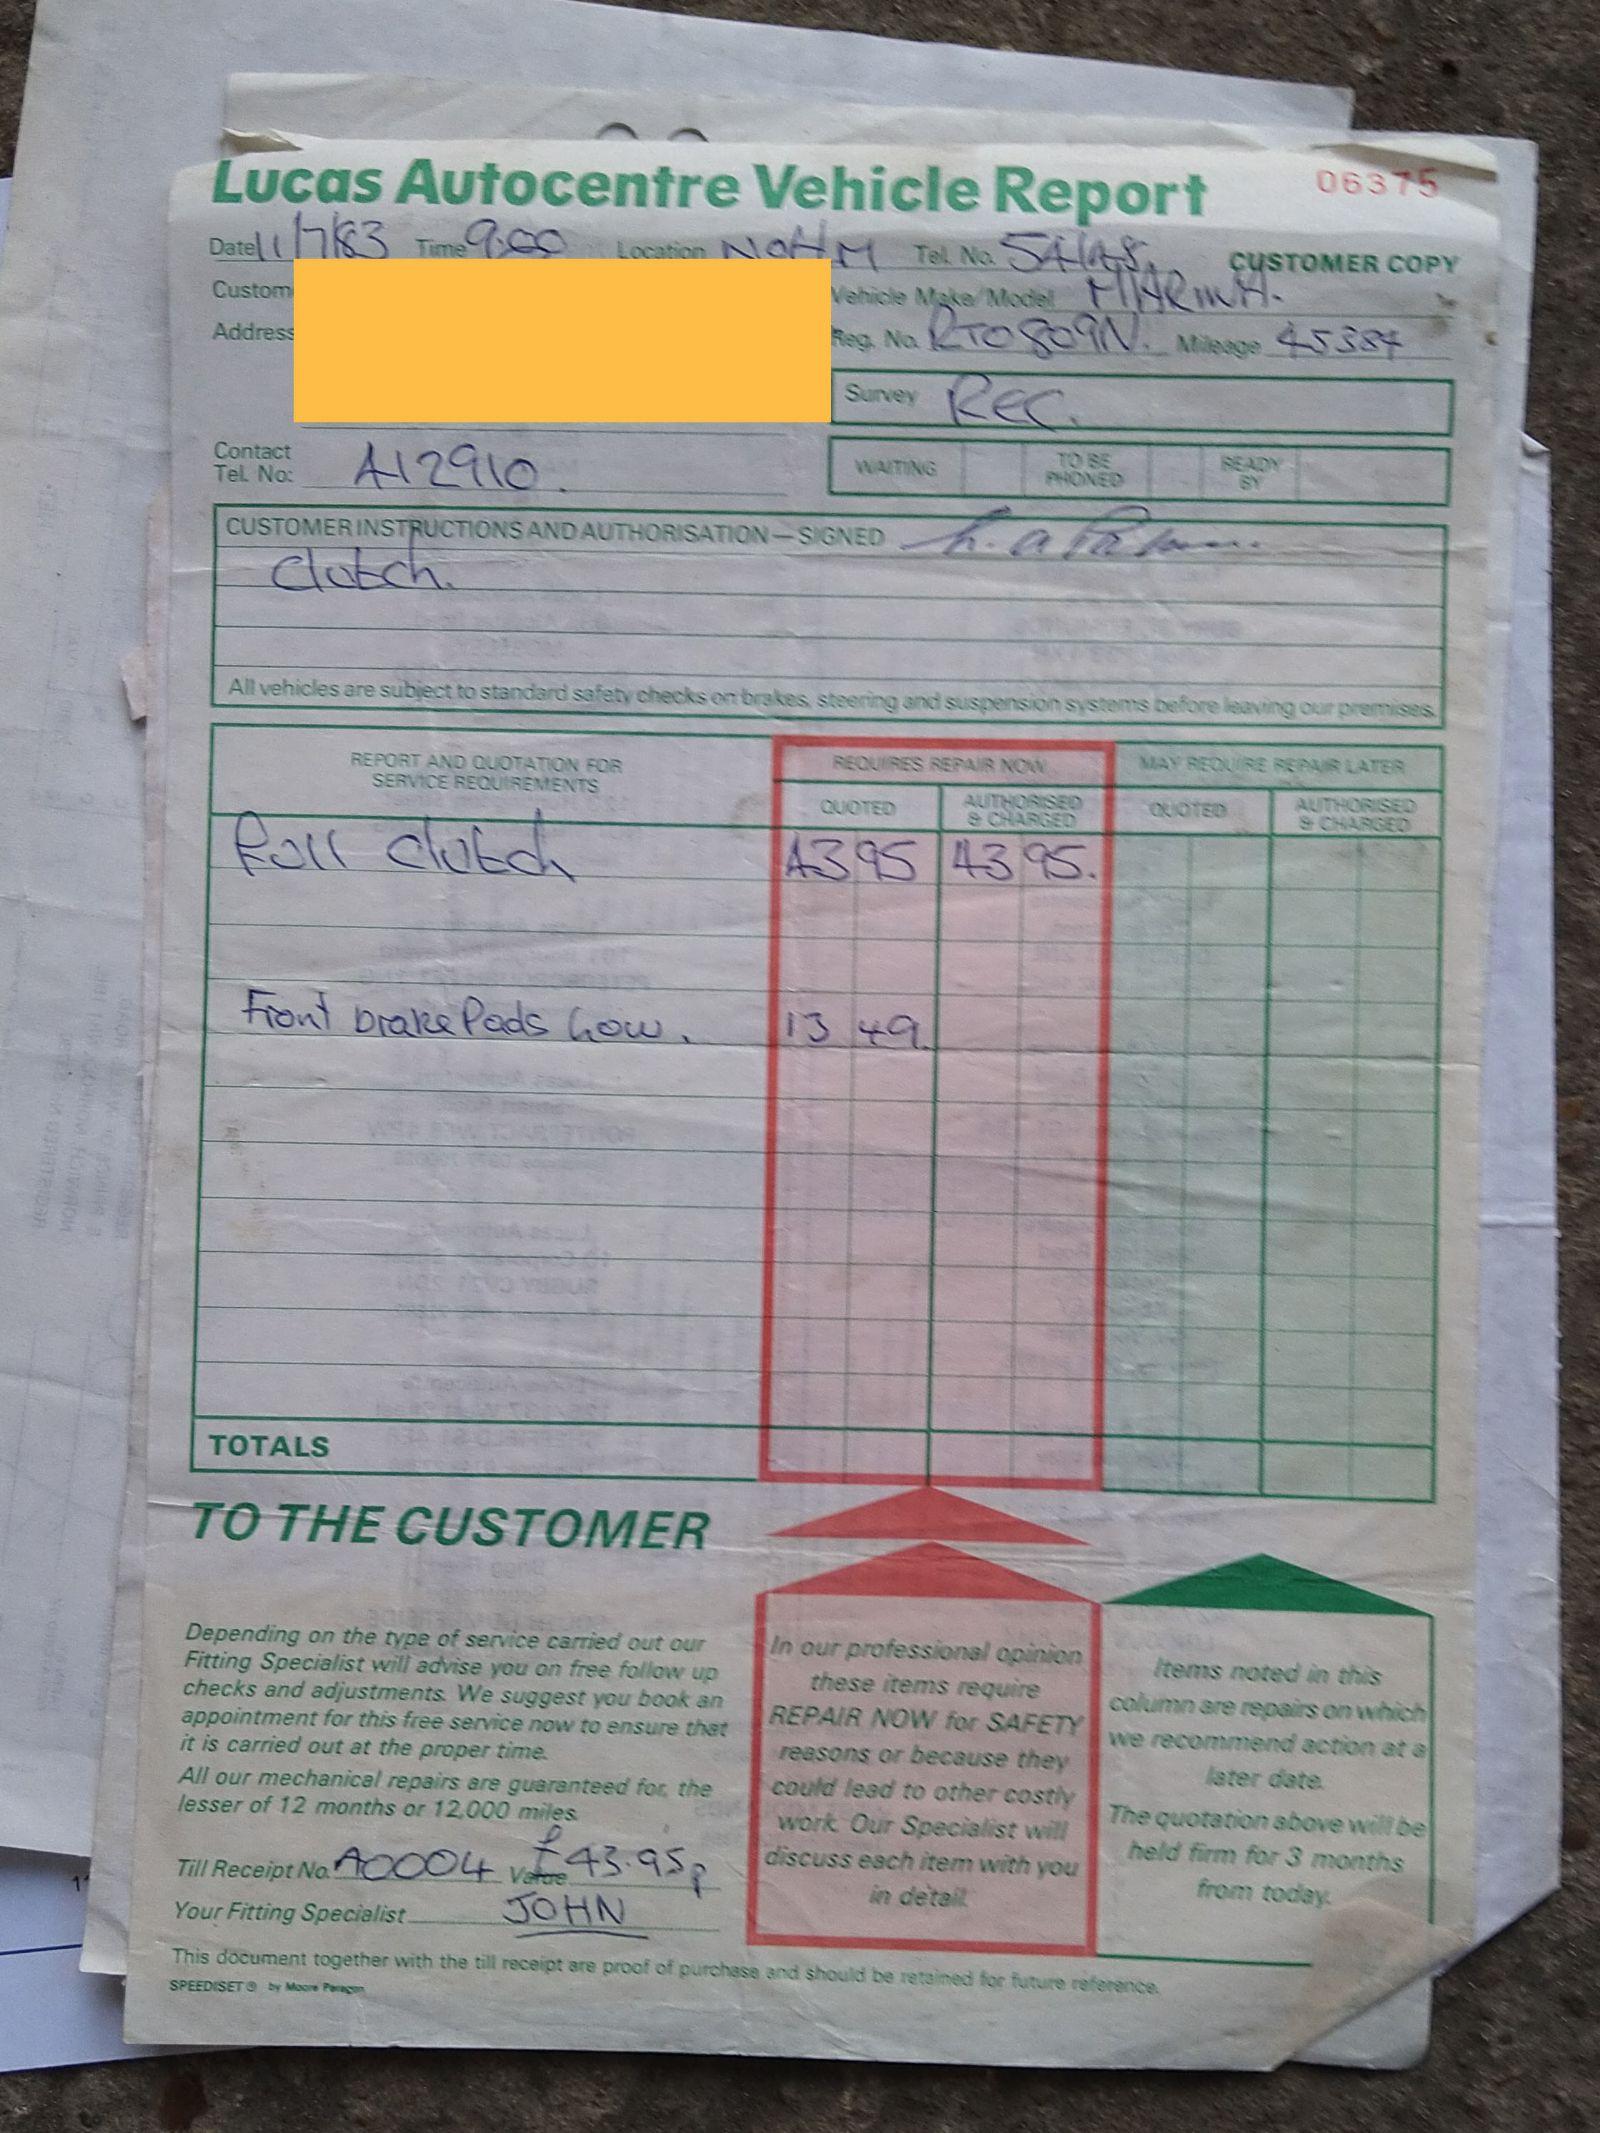 Lucas Autocentre Vehicle Report 06375
Date 11/7/83 Time 9.00 Location NOHM Tel. No. CUSTOMER COPY
Custom Vehicle Make/Model MARINA.
Address Reg. No. RTO809N. Mileage 45384
Survey Rec.
Contact
Tel. No: 412910.
WAITING TO BE PHONED READY BY
CUSTOMER INSTRUCTIONS AND AUTHORISATION — SIGNED
Clutch.
All vehicles are subject to standard safety checks on brakes, steering and suspension systems before leaving our premises.
REPORT AND QUOTATION FOR SERVICE REQUIREMENTS REQUIRES REPAIR NOW MAY REQUIRE REPAIR LATER
QUOTED AUTHORISED & CHARGED QUOTED AUTHORISED & CHARGED
Full Clutch 43 95 43 95.
Front brake Pads Low. 13 49.
TOTALS
TO THE CUSTOMER
Depending on the type of service carried out our
Fitting Specialist will advise you on free follow up
checks and adjustments. We suggest you book an
appointment for this free service now to ensure that
it is carried out at the proper time.
All our mechanical repairs are guaranteed for, the
lesser of 12 months or 12,000 miles.
Till Receipt No. A0004 Value £43.95p
Your Fitting Specialist JOHN
In our professional opinion
these items require
REPAIR NOW for SAFETY
reasons or because they
could lead to other costly
work. Our Specialist will
discuss each item with you
in detail.
Items noted in this
column are repairs on which
we recommend action at a
later date.
The quotation above will be
held firm for 3 months
from today.
This document together with the till receipt are proof of purchase and should be retained for future reference.
SPEEDISET ® by Moore Paragon